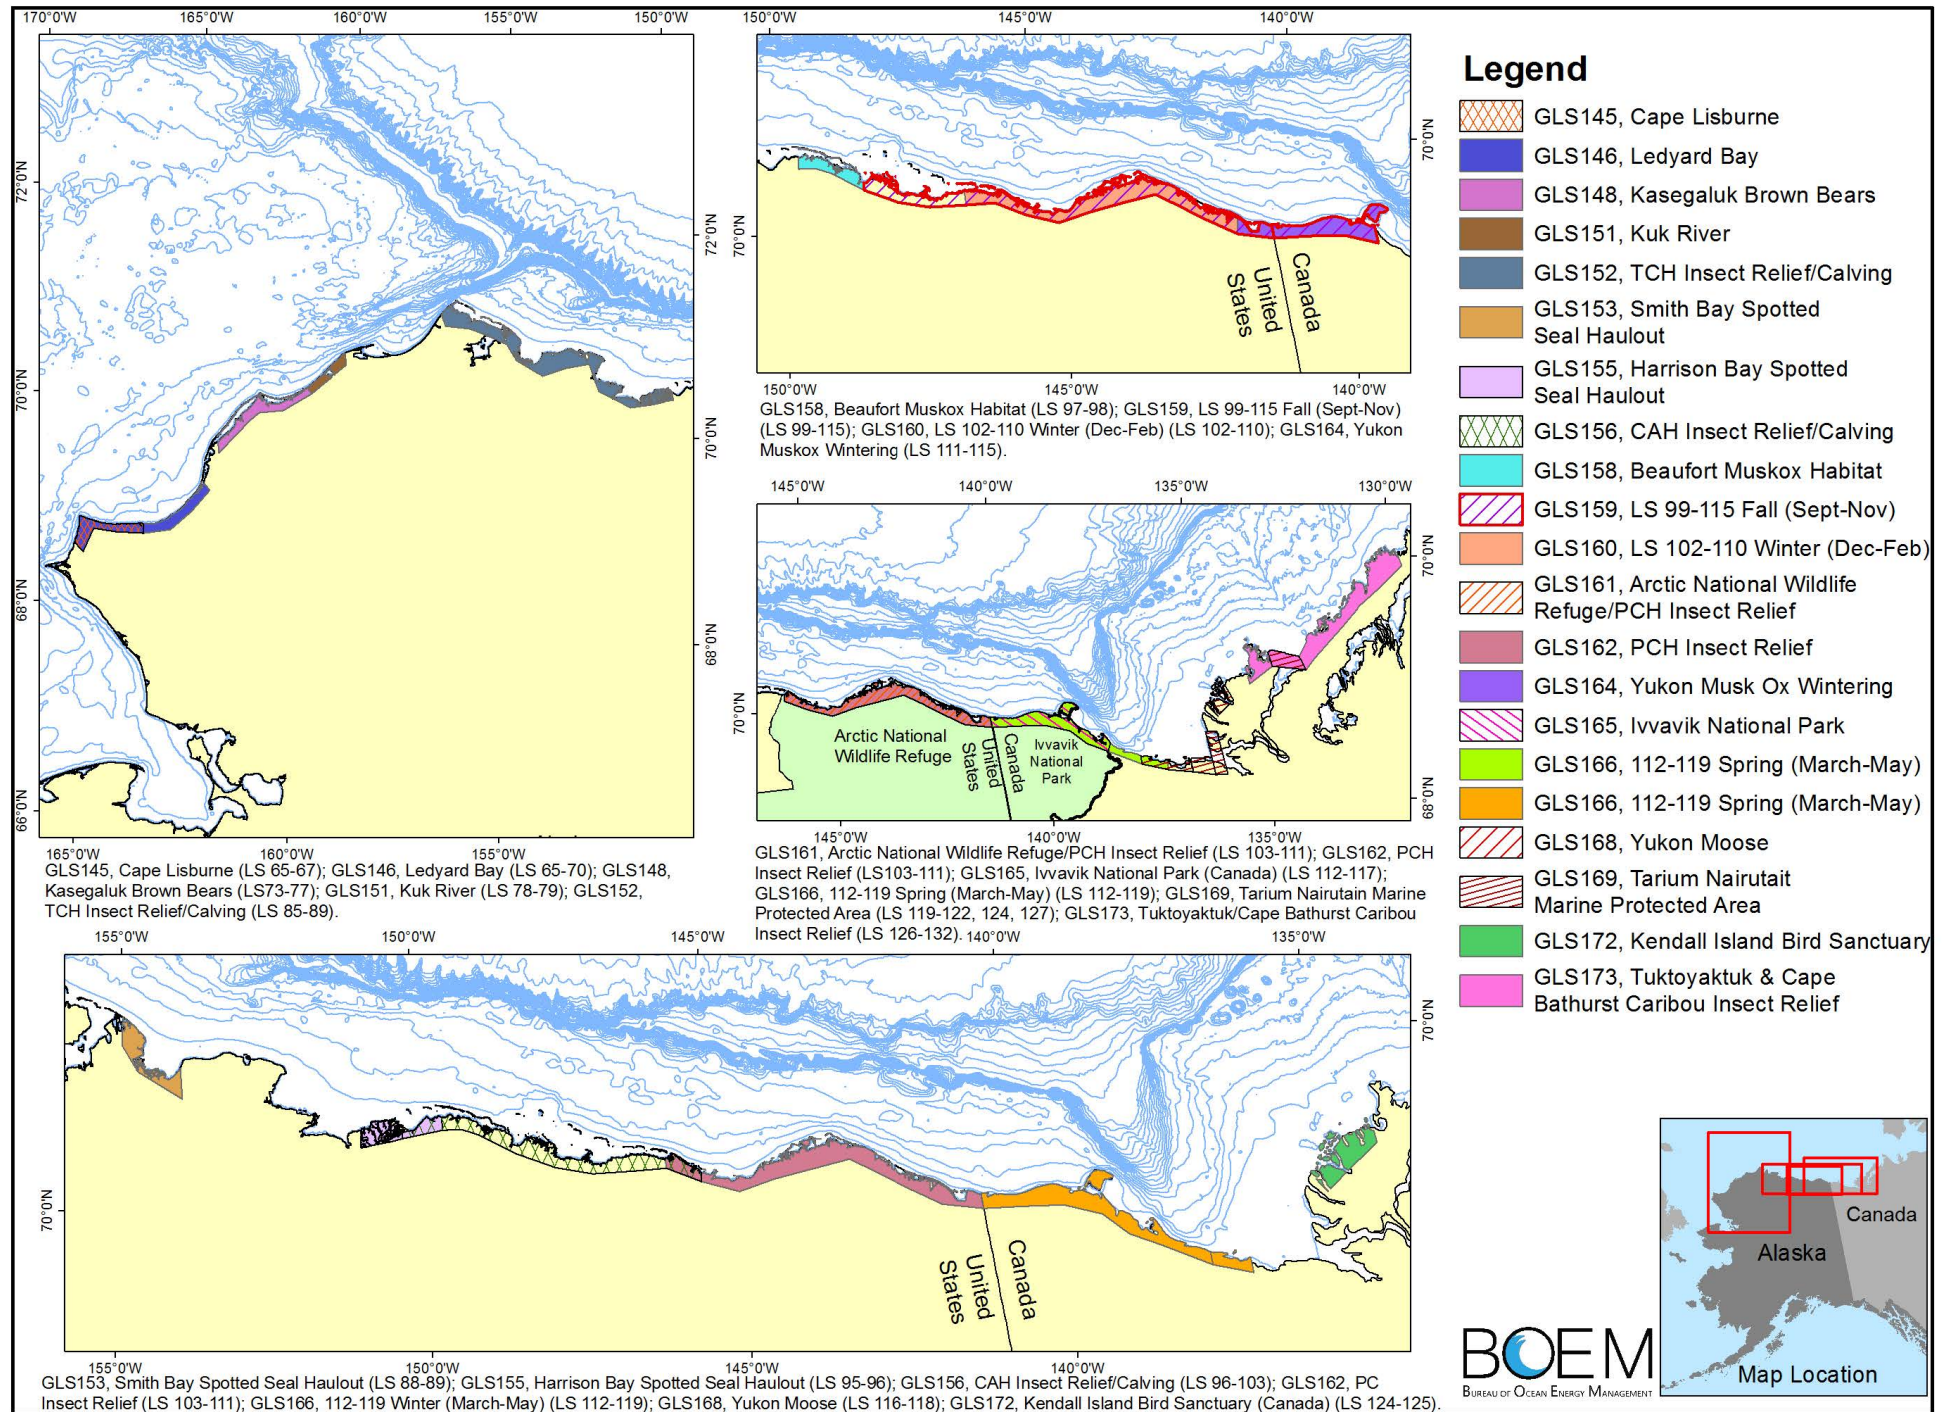 170°0'W 165°0'W 160°0'W 155°0'W 150°0'W
72°0'N
70°0'N
68°0'N
66°0'N
72°0'N
70°0'N
68°0'N
165°0'W 160°0'W 155°0'W
GLS145, Cape Lisburne (LS 65-67); GLS146, Ledyard Bay (LS 65-70); GLS148,
Kasegaluk Brown Bears (LS73-77); GLS151, Kuk River (LS 78-79); GLS152,
TCH Insect Relief/Calving (LS 85-89).
150°0'W 145°0'W 140°0'W
70°0'N
70°0'N
United
States
Canada
150°0'W 145°0'W 140°0'W
GLS158, Beaufort Muskox Habitat (LS 97-98); GLS159, LS 99-115 Fall (Sept-Nov)
(LS 99-115); GLS160, LS 102-110 Winter (Dec-Feb) (LS 102-110); GLS164, Yukon
Muskox Wintering (LS 111-115).
145°0'W 140°0'W 135°0'W 130°0'W
70°0'N
70°0'N
68°0'N
Arctic National
Wildlife Refuge
United
States
Canada
Ivvavik
National
Park
145°0'W 140°0'W 135°0'W
GLS161, Arctic National Wildlife Refuge/PCH Insect Relief (LS 103-111); GLS162, PCH
Insect Relief (LS103-111); GLS165, Ivvavik National Park (Canada) (LS 112-117);
GLS166, 112-119 Spring (March-May) (LS 112-119); GLS169, Tarium Nairutain Marine
Protected Area (LS 119-122, 124, 127); GLS173, Tuktoyaktuk/Cape Bathurst Caribou
Insect Relief (LS 126-132).
155°0'W 150°0'W 145°0'W 140°0'W 135°0'W
70°0'N
70°0'N
United
States
Canada
155°0'W 150°0'W 145°0'W 140°0'W
GLS153, Smith Bay Spotted Seal Haulout (LS 88-89); GLS155, Harrison Bay Spotted Seal Haulout (LS 95-96); GLS156, CAH Insect Relief/Calving (LS 96-103); GLS162, PC
Insect Relief (LS 103-111); GLS166, 112-119 Winter (March-May) (LS 112-119); GLS168, Yukon Moose (LS 116-118); GLS172, Kendall Island Bird Sanctuary (Canada) (LS 124-125).
Legend
GLS145, Cape Lisburne
GLS146, Ledyard Bay
GLS148, Kasegaluk Brown Bears
GLS151, Kuk River
GLS152, TCH Insect Relief/Calving
GLS153, Smith Bay Spotted
Seal Haulout
GLS155, Harrison Bay Spotted
Seal Haulout
GLS156, CAH Insect Relief/Calving
GLS158, Beaufort Muskox Habitat
GLS159, LS 99-115 Fall (Sept-Nov)
GLS160, LS 102-110 Winter (Dec-Feb)
GLS161, Arctic National Wildlife
Refuge/PCH Insect Relief
GLS162, PCH Insect Relief
GLS164, Yukon Musk Ox Wintering
GLS165, Ivvavik National Park
GLS166, 112-119 Spring (March-May)
GLS166, 112-119 Spring (March-May)
GLS168, Yukon Moose
GLS169, Tarium Nairutait
Marine Protected Area
GLS172, Kendall Island Bird Sanctuary
GLS173, Tuktoyaktuk & Cape
Bathurst Caribou Insect Relief
BOEM
BUREAU OF OCEAN ENERGY MANAGEMENT
Canada
Alaska
Map Location